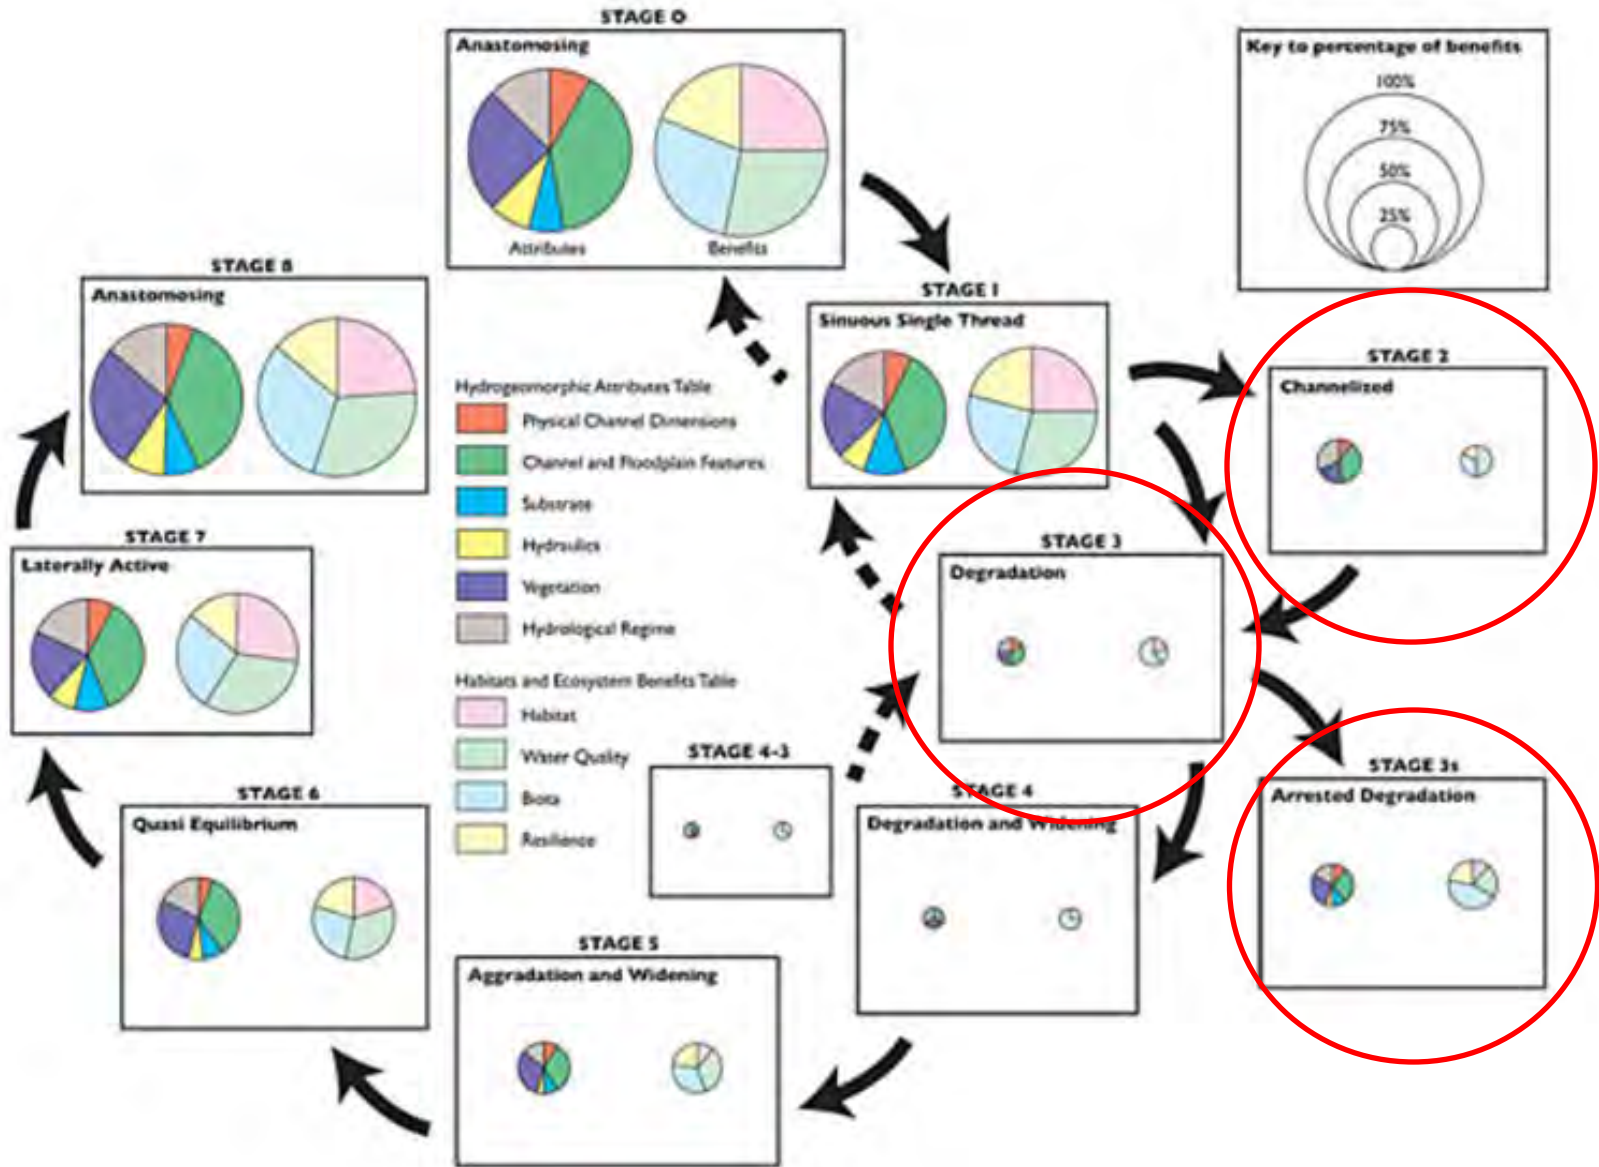 STAGE 0
Anastomosing
Attributes
Benefits
Key to percentage of benefits
100%
75%
50%
25%
STAGE 8
Anastomosing
STAGE 1
Sinuous Single Thread
STAGE 2
Channelized
Hydrogeomorphic Attributes Table
Physical Channel Dimensions
Channel and Floodplain Features
Substrate
Hydraulics
Vegetation
Hydrological Regime
Habitats and Ecosystem Benefits Table
Habitat
Water Quality
Biota
Resilience
STAGE 7
Laterally Active
STAGE 3
Degradation
STAGE 4-3
STAGE 3s
Arrested Degradation
STAGE 6
Quasi Equilibrium
STAGE 4
Degradation and Widening
STAGE 5
Aggradation and Widening